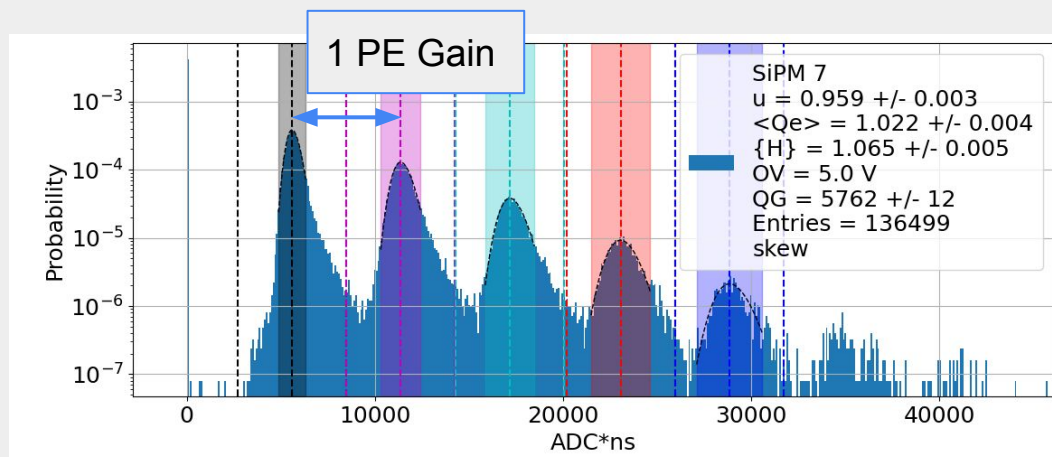 1 PE Gain
SiPM 7
u = 0.959 +/- 0.003
<Qe> = 1.022 +/- 0.004
{H} = 1.065 +/- 0.005
OV = 5.0 V
QG = 5762 +/- 12
Entries = 136499
skew
Probability
10⁻³
10⁻⁴
10⁻⁵
10⁻⁶
10⁻⁷
0 10000 20000 30000 40000
ADC*ns